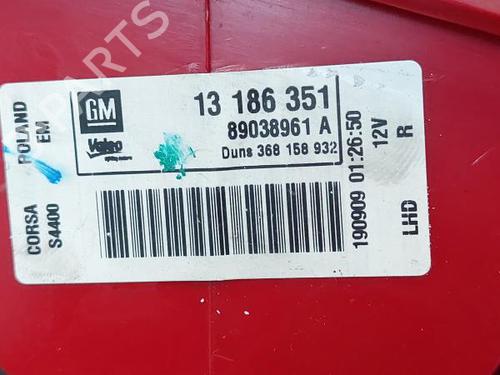 PARTS
GM
13 186 351
89038961 A
Valeo
Duns 368 158 932
POLAND
EM
CORSA
S4400
190909 01:26:50
12V
R
LHD